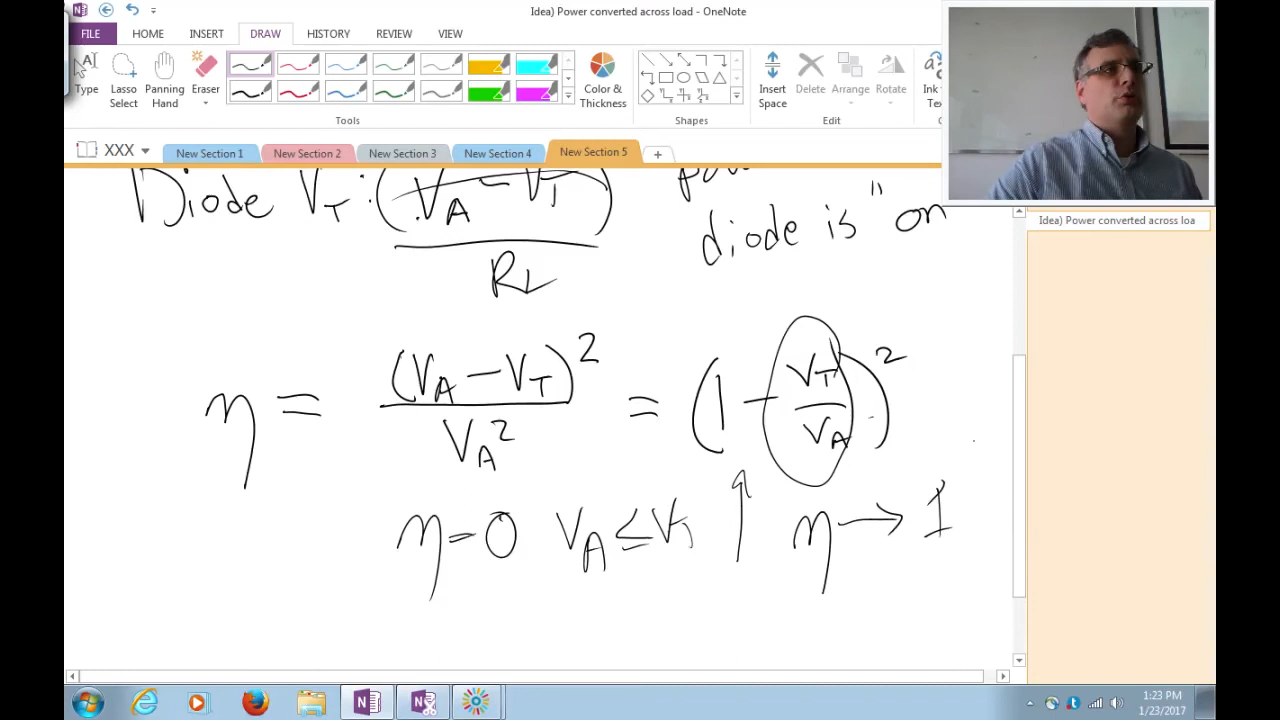 Idea) Power converted across load - OneNote
FILE HOME INSERT DRAW HISTORY REVIEW VIEW
Type
Lasso Select
Panning Hand
Eraser
Color & Thickness
Insert Space
Delete
Arrange
Rotate
Ink to
Tools
Shapes
Edit
XXX New Section 1 New Section 2 New Section 3 New Section 4 New Section 5
Idea) Power converted across loa
Diode V_T : (V_A - V_T)
R_L
diode is "on
η = (V_A - V_T)^2 / V_A^2 = (1 - V_T/V_A)^2
η = 0 V_A ≤ V_T ↑ η → 1
1:23 PM
1/23/2017